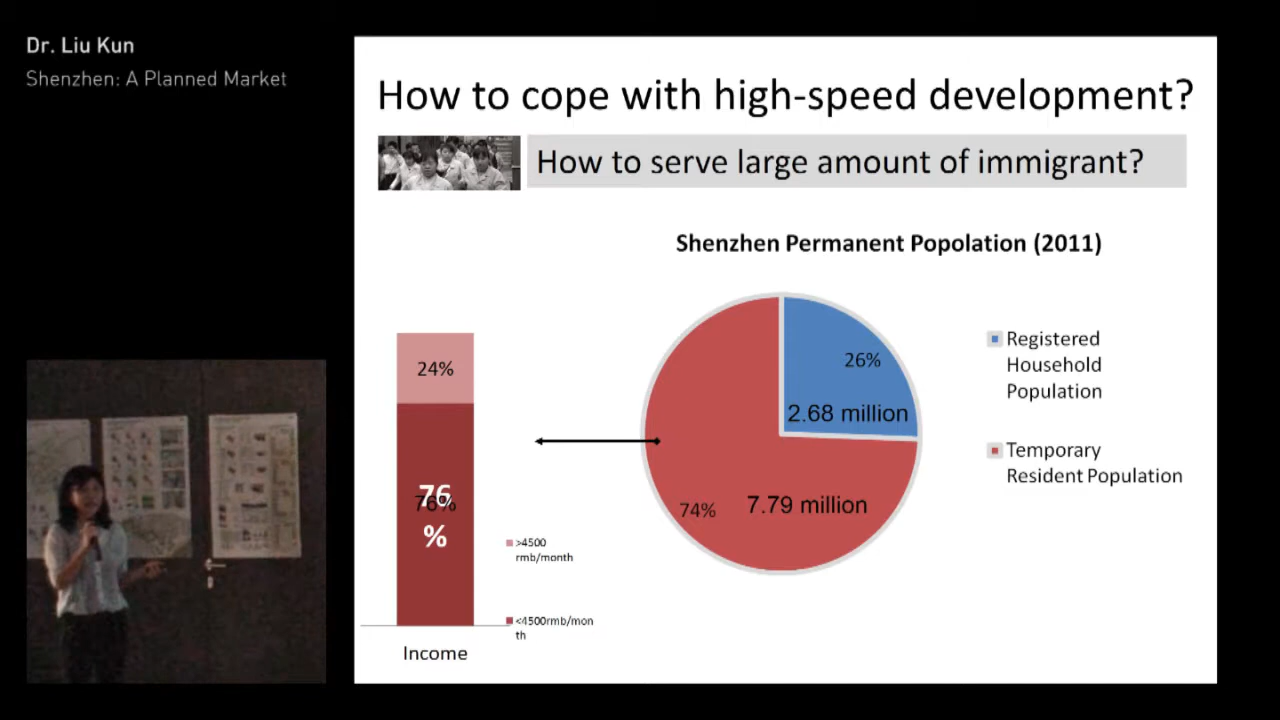 Dr. Liu Kun
Shenzhen: A Planned Market
How to cope with high-speed development?
How to serve large amount of immigrant?
Shenzhen Permanent Popolation (2011)
26%
2.68 million
74%
7.79 million
Registered
Household
Population
Temporary
Resident Population
24%
76%
76
%
>4500
rmb/month
<4500rmb/mon
th
Income